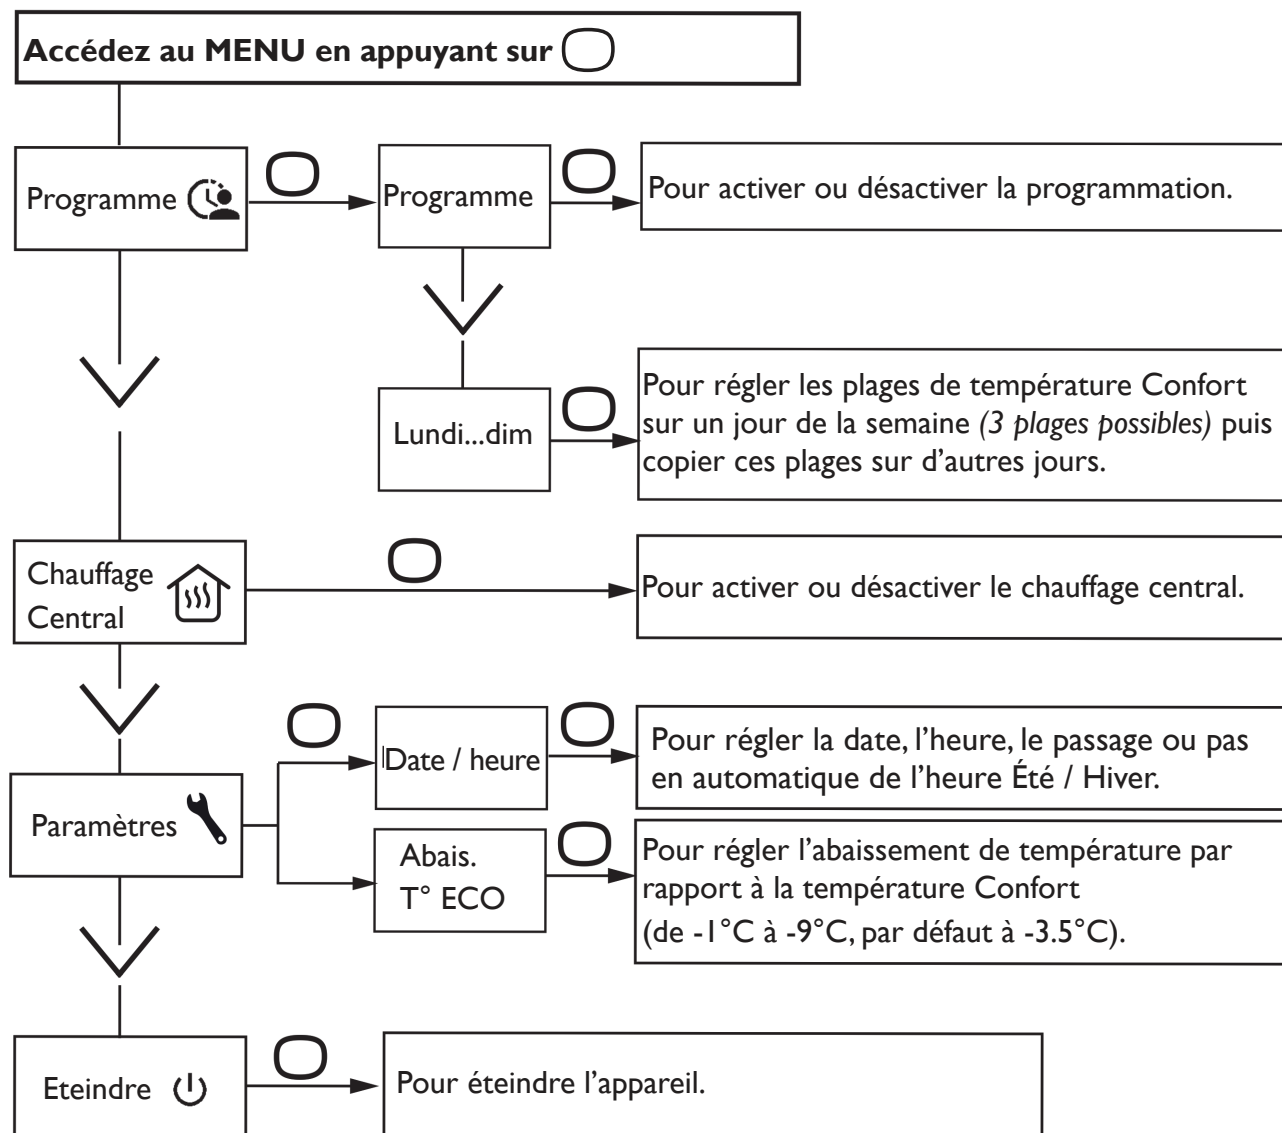 Accédez au MENU en appuyant sur
Programme
Programme
Pour activer ou désactiver la programmation.
Lundi...dim
Pour régler les plages de température Confort
sur un jour de la semaine (3 plages possibles) puis
copier ces plages sur d'autres jours.
Chauffage
Central
Pour activer ou désactiver le chauffage central.
Paramètres
Date / heure
Pour régler la date, l'heure, le passage ou pas
en automatique de l'heure Été / Hiver.
Abais.
T° ECO
Pour régler l'abaissement de température par
rapport à la température Confort
(de -1°C à -9°C, par défaut à -3.5°C).
Eteindre
Pour éteindre l'appareil.